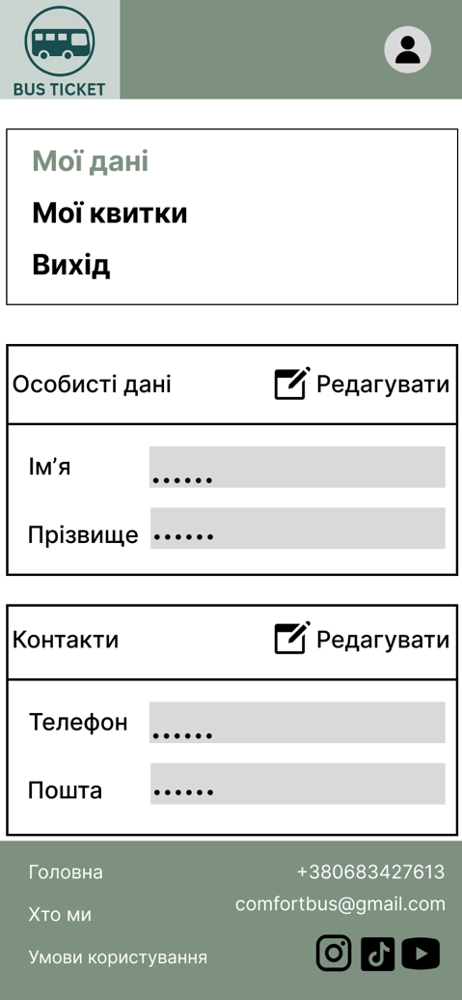 BUS TICKET
Мої дані
Мої квитки
Вихід
Особисті дані
Редагувати
Ім’я ......
Прізвище ......
Контакти
Редагувати
Телефон ......
Пошта ......
Головна
Хто ми
Умови користування
+380683427613
comfortbus@gmail.com